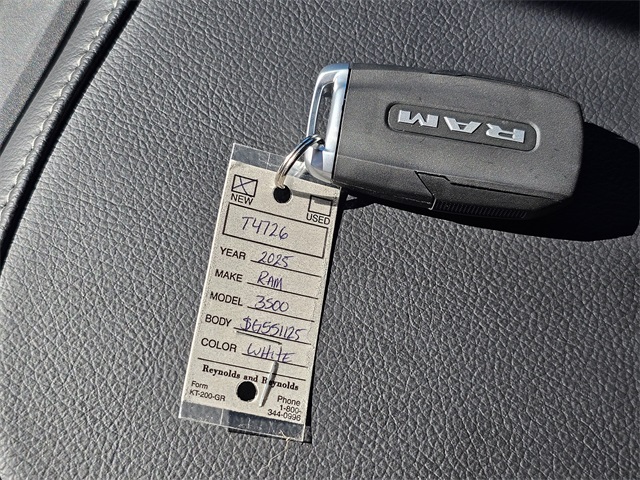 RAM
NEW
USED
T4726
YEAR 2025
MAKE RAM
MODEL 3500
BODY $G551125
COLOR WHITE
Reynolds and Reynolds
Form
KT-200-GR
Phone
1-800-
344-0996